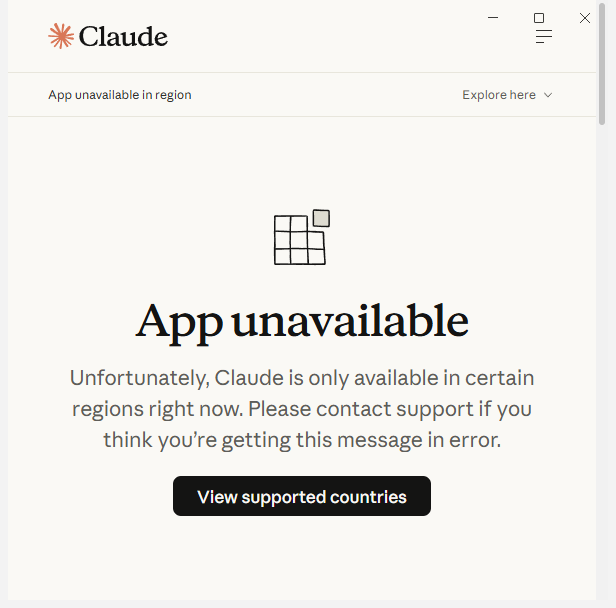 Claude
App unavailable in region
Explore here
App unavailable
Unfortunately, Claude is only available in certain
regions right now. Please contact support if you
think you’re getting this message in error.
View supported countries